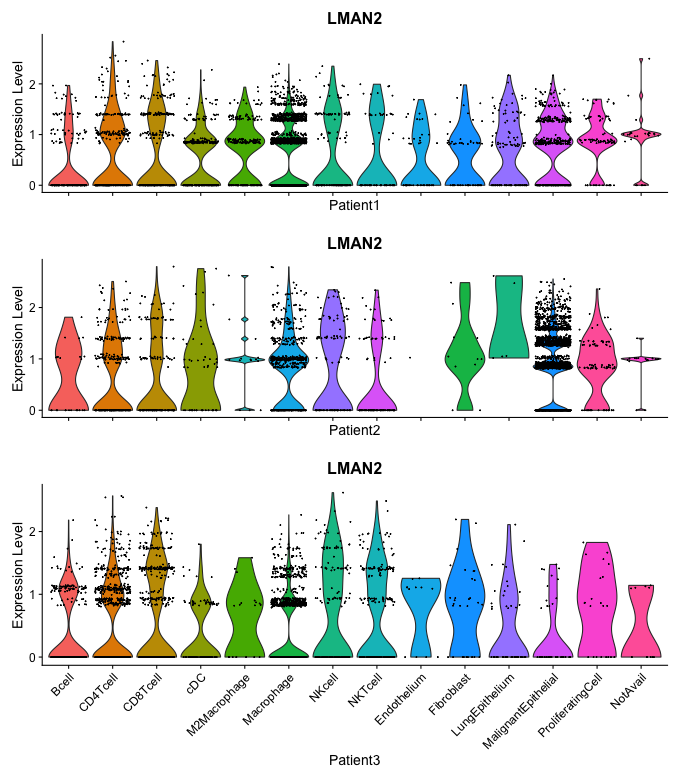 LMAN2
Expression Level
2
1
0
Patient1
LMAN2
Expression Level
2
1
0
Patient2
LMAN2
Expression Level
2
1
0
Bcell
CD4Tcell
CD8Tcell
cDC
M2Macrophage
Macrophage
NKcell
NKTcell
Endothelium
Fibroblast
LungEpithelium
MalignantEpithelial
ProliferatingCell
NotAvail
Patient3